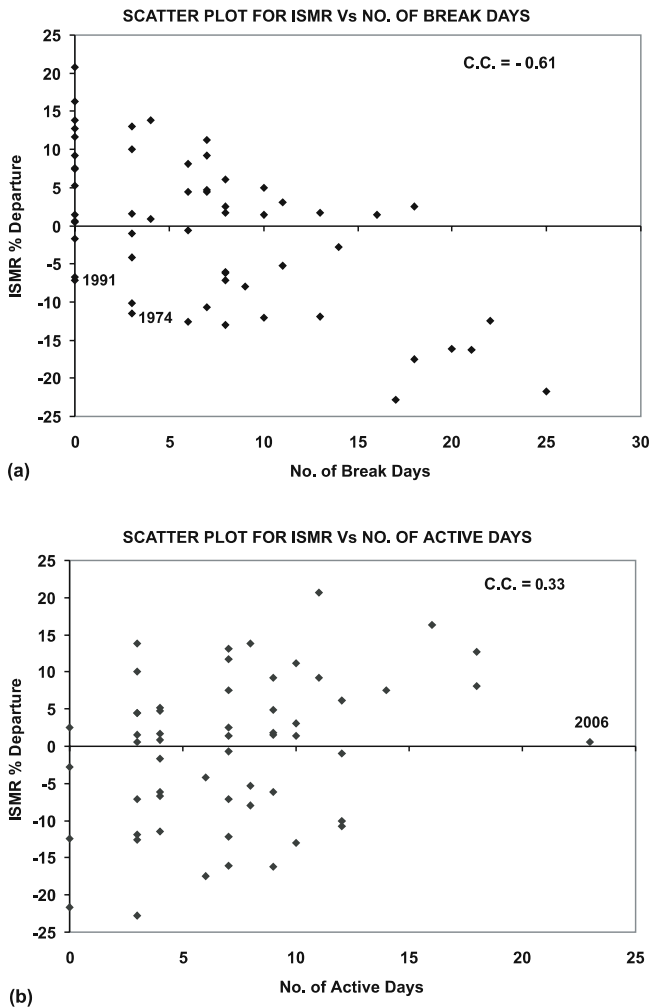 SCATTER PLOT FOR ISMR Vs NO. OF BREAK DAYS
C.C. = - 0.61
25
20
15
10
5
0
-5
-10
-15
-20
-25
ISMR % Departure
1991
1974
0 5 10 15 20 25 30
No. of Break Days
(a)
SCATTER PLOT FOR ISMR Vs NO. OF ACTIVE DAYS
C.C. = 0.33
25
20
15
10
5
0
-5
-10
-15
-20
-25
ISMR % Departure
2006
0 5 10 15 20 25
No. of Active Days
(b)